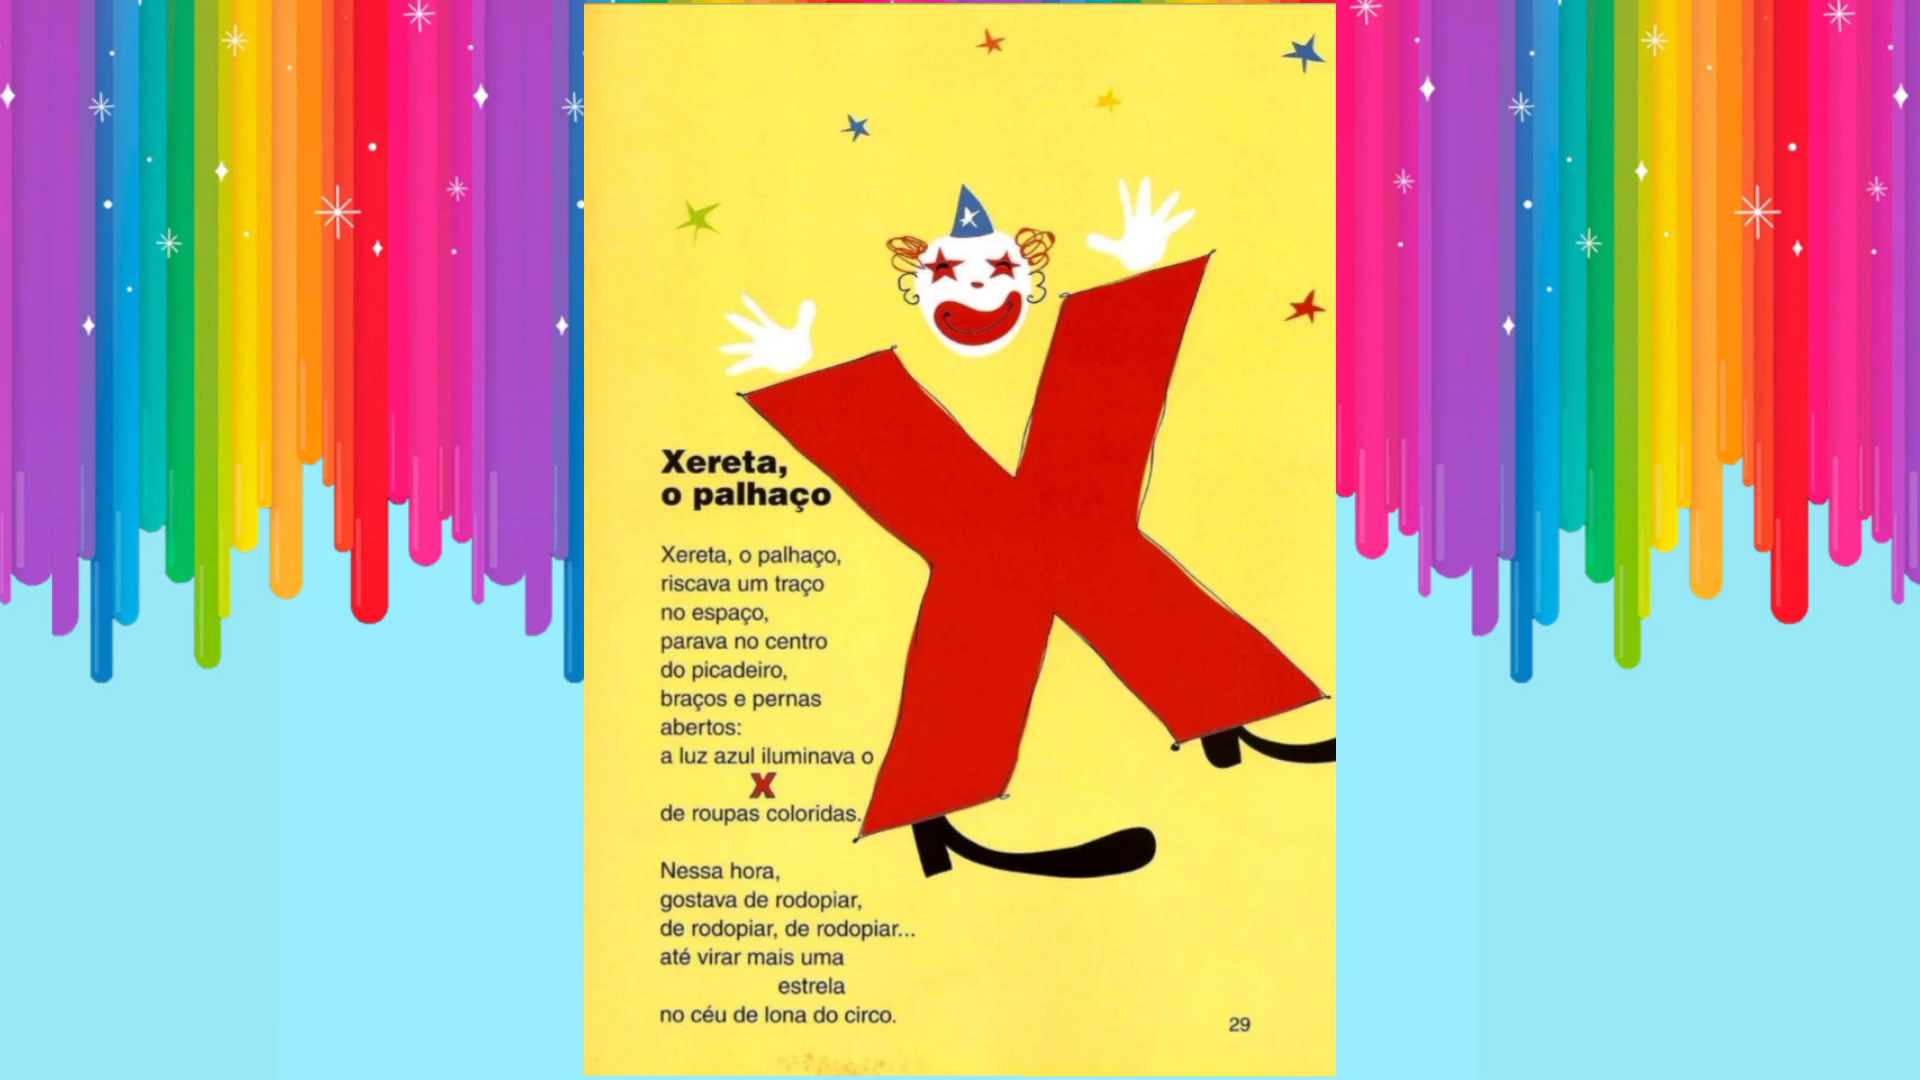 Xereta,
o palhaço
Xereta, o palhaço,
riscava um traço
no espaço,
parava no centro
do picadeiro,
braços e pernas
abertos:
a luz azul iluminava o
X
de roupas coloridas.
Nessa hora,
gostava de rodopiar,
de rodopiar, de rodopiar...
até virar mais uma
estrela
no céu de lona do circo.
29